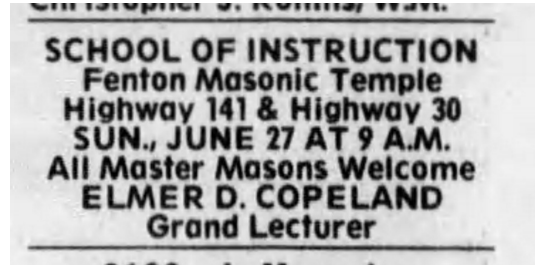 SCHOOL OF INSTRUCTION
Fenton Masonic Temple
Highway 141 & Highway 30
SUN., JUNE 27 AT 9 A.M.
All Master Masons Welcome
ELMER D. COPELAND
Grand Lecturer